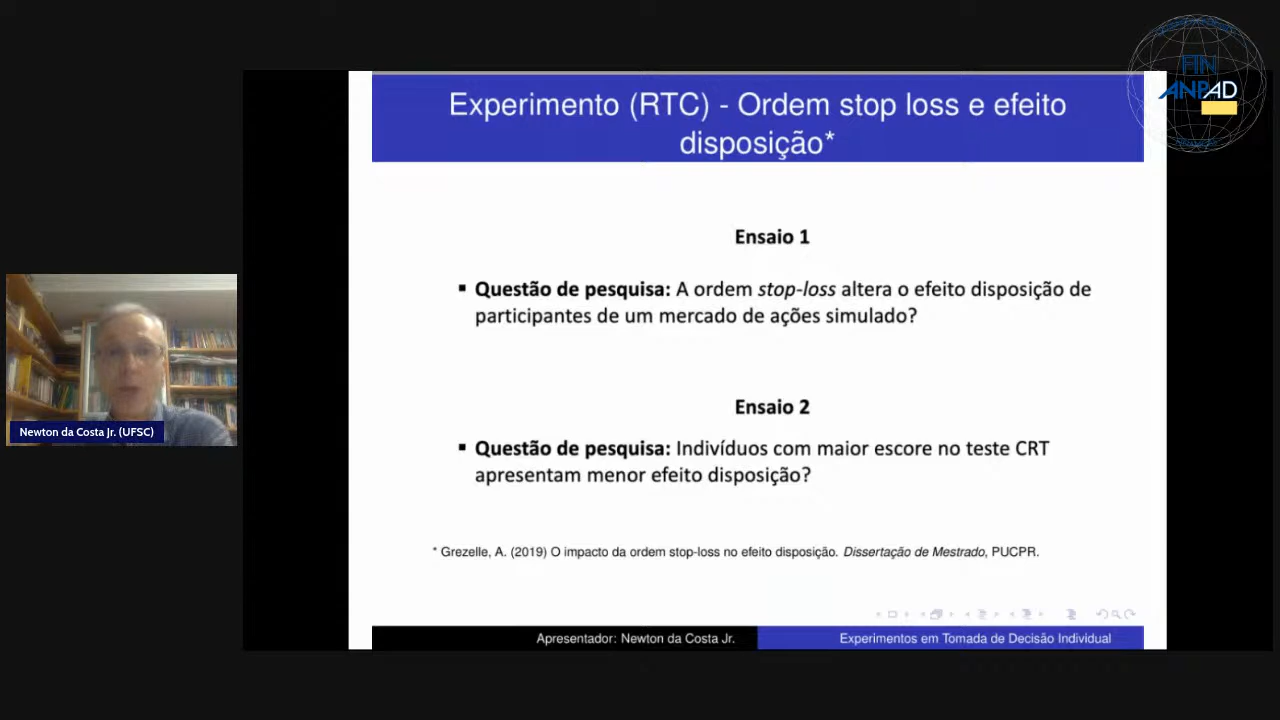 FIN
ANPAD
Experimento (RTC) - Ordem stop loss e efeito
disposição*
Ensaio 1
▪ Questão de pesquisa: A ordem stop-loss altera o efeito disposição de
participantes de um mercado de ações simulado?
Ensaio 2
▪ Questão de pesquisa: Indivíduos com maior escore no teste CRT
apresentam menor efeito disposição?
* Grezelle, A. (2019) O impacto da ordem stop-loss no efeito disposição. Dissertação de Mestrado, PUCPR.
Newton da Costa Jr. (UFSC)
Apresentador: Newton da Costa Jr.
Experimentos em Tomada de Decisão Individual